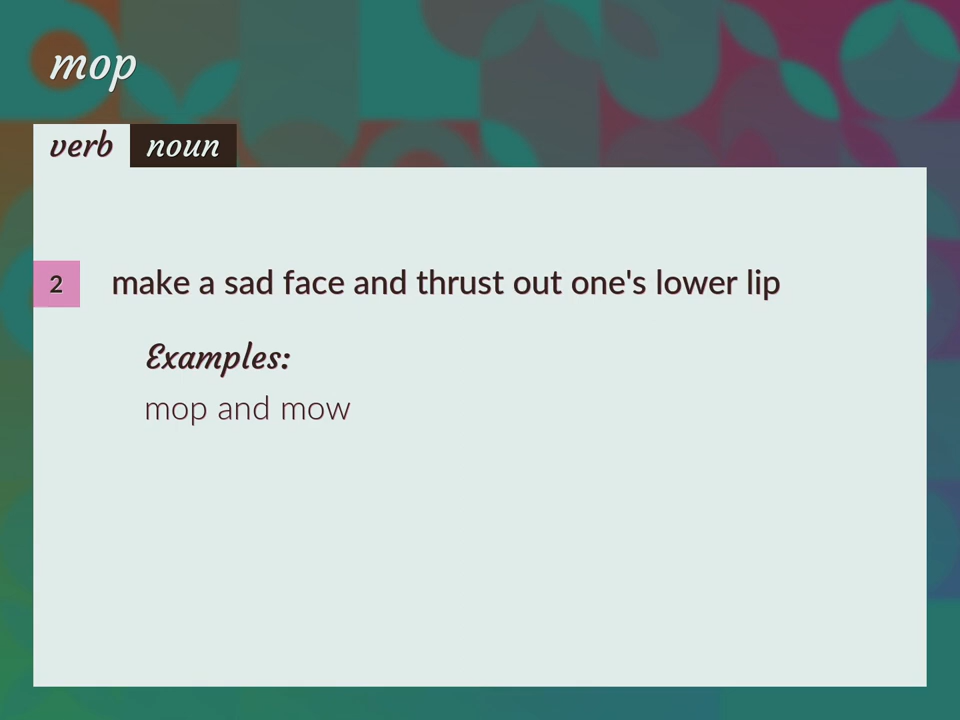 mop
verb noun
2 make a sad face and thrust out one's lower lip
Examples:
mop and mow